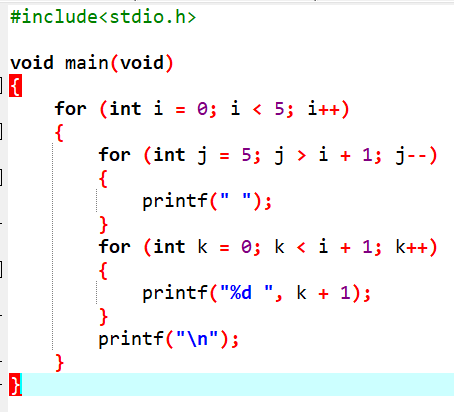 #include<stdio.h>
void main(void)
{
for (int i = 0; i < 5; i++)
{
for (int j = 5; j > i + 1; j--)
{
printf(" ");
}
for (int k = 0; k < i + 1; k++)
{
printf("%d ", k + 1);
}
printf("\n");
}
}